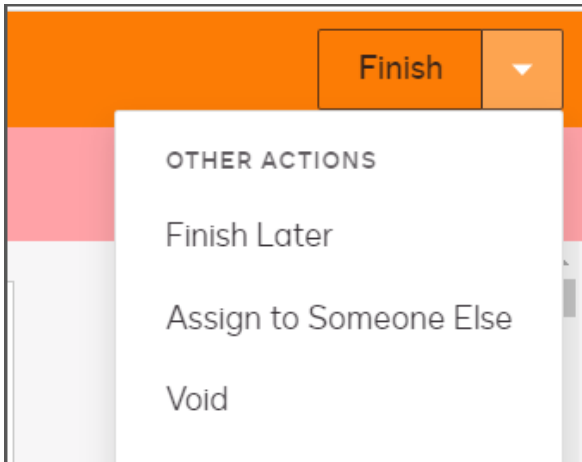 Finish
OTHER ACTIONS
Finish Later
Assign to Someone Else
Void